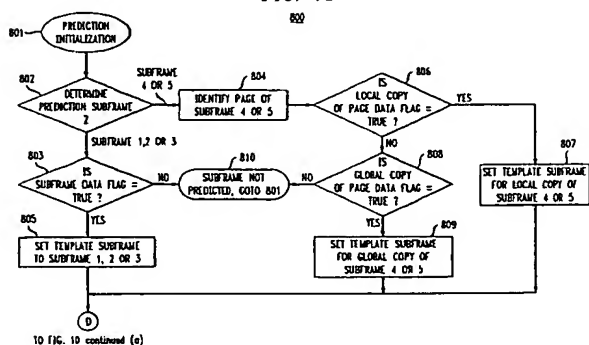 800
801
PREDICTION
INITIALIZATION
802
DETERMINE
PREDICTION SUBFRAME
?
SUBFRAME
4 OR 5
804
IDENTIFY PAGE OF
SUBFRAME 4 OR 5
806
IS
LOCAL COPY
OF PAGE DATA FLAG =
TRUE ?
YES
NO
SUBFRAME 1,2 OR 3
803
IS
SUBFRAME DATA FLAG =
TRUE ?
NO
YES
810
SUBFRAME NOT
PREDICTED, GOTO 801
NO
808
IS
GLOBAL COPY
OF PAGE DATA FLAG =
TRUE ?
YES
807
SET TEMPLATE SUBFRAME
FOR LOCAL COPY OF
SUBFRAME 4 OR 5
805
SET TEMPLATE SUBFRAME
TO SUBFRAME 1, 2 OR 3
809
SET TEMPLATE SUBFRAME
FOR GLOBAL COPY OF
SUBFRAME 4 OR 5
D
TO FIG. 10 continued (a)